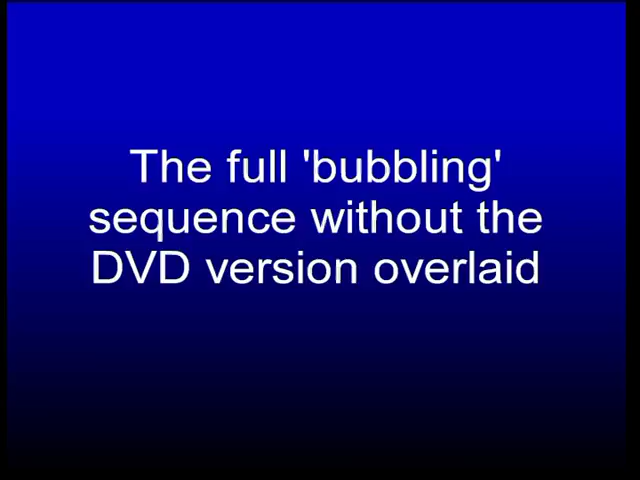 The full 'bubbling'
sequence without the
DVD version overlaid